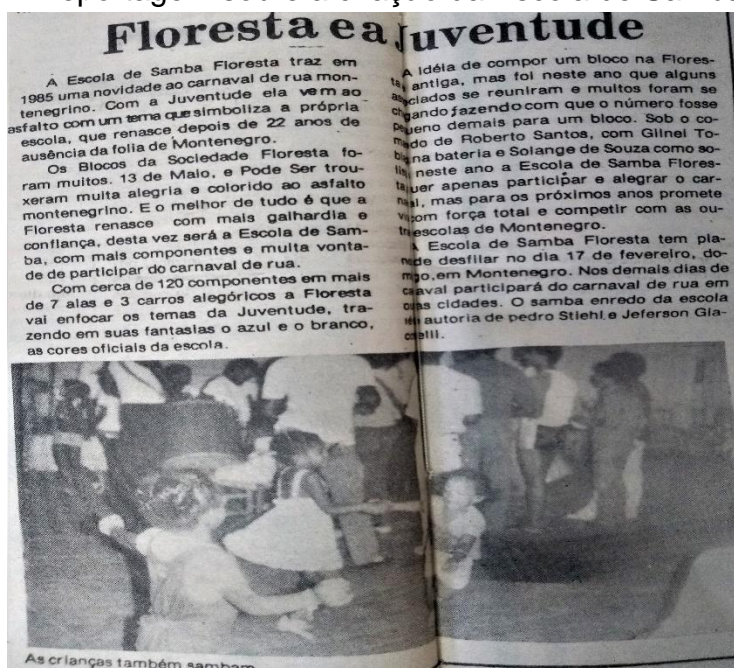 Floresta e a Juventude
A Escola de Samba Floresta traz em
1985 uma novidade ao carnaval de rua mon-
tenegrino. Com a Juventude ela vem ao
asfalto com um tema que simboliza a própria
escola, que renasce depois de 22 anos de
ausência da folia de Montenegro.
Os Blocos da Sociedade Floresta fo-
ram muitos. 13 de Maio, e Pode Ser trou-
xeram muita alegria e colorido ao asfalto
montenegrino. E o melhor de tudo é que a
Floresta renasce com mais galhardia e
confiança, desta vez será a Escola de Sam-
ba, com mais componentes e muita vonta-
de de participar do carnaval de rua.
Com cerca de 120 componentes em mais
de 7 alas e 3 carros alegóricos a Floresta
vai enfocar os temas da Juventude, tra-
zendo em suas fantasias o azul e o branco,
as cores oficiais da escola.
A idéia de compor um bloco na Flores-
antiga, mas foi neste ano que alguns
se reuniram e muitos foram se
fazendo com que o número fosse
demais para um bloco. Sob o co-
de Roberto Santos, com Gilnei To-
na bateria e Solange de Souza como so-
neste ano a Escola de Samba Flores-
apenas participar e alegrar o car-
mas para os próximos anos promete
com força total e competir com as ou-
escolas de Montenegro.
A Escola de Samba Floresta tem pla-
desfilar no dia 17 de fevereiro, do-
em Montenegro. Nos demais dias de
participará do carnaval de rua em
cidades. O samba enredo da escola
autoria de pedro Stiehl e Jeferson Gia-
As crianças também sambam